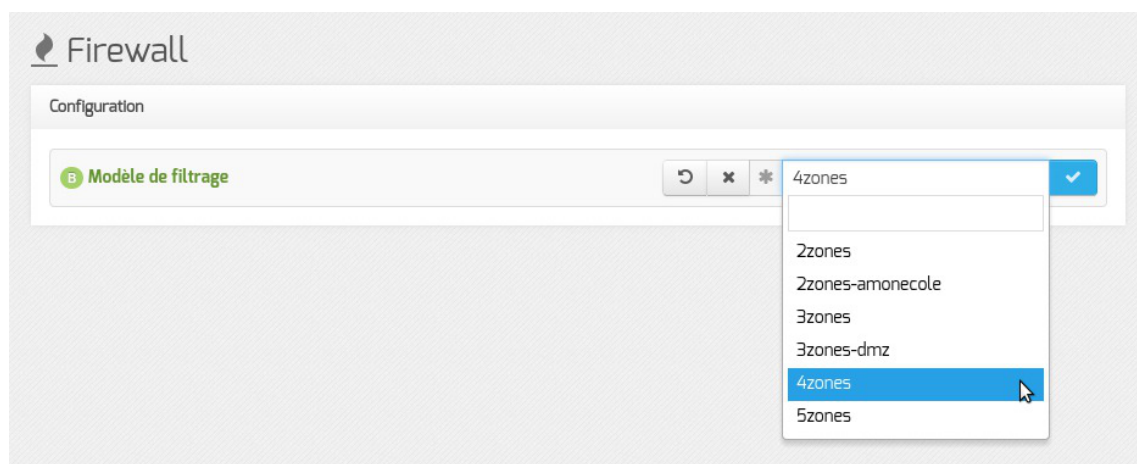 Firewall
Configuration
B Modèle de filtrage
4zones
2zones
2zones-amonecole
3zones
3zones-dmz
4zones
5zones